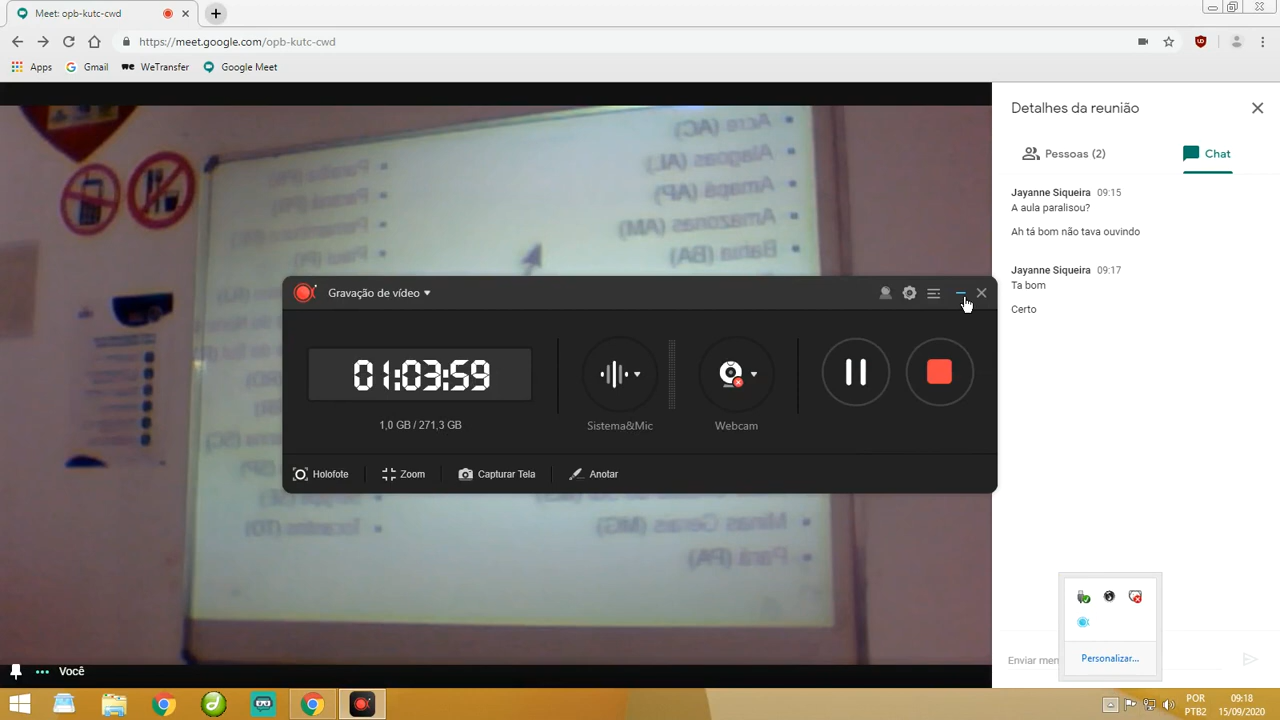 Meet: opb-kutc-cwd
https://meet.google.com/opb-kutc-cwd
Apps
Gmail
WeTransfer
Google Meet
Detalhes da reunião
Pessoas (2)
Chat
Jayanne Siqueira 09:15
A aula paralisou?
Ah tá bom não tava ouvindo
Jayanne Siqueira 09:17
Ta bom
Certo
Acre (AC)
Alagoas (AL)
Amapá (AP)
Amazonas (AM)
Bahia (BA)
Gravação de vídeo
01:03:59
1,0 GB / 271,3 GB
Sistema&Mic
Webcam
Holofote
Zoom
Capturar Tela
Anotar
Minas Gerais (MG)
Pará (PA)
Tocantins (TO)
Personalizar...
Enviar men
Você
POR
PTB2
09:18
15/09/2020